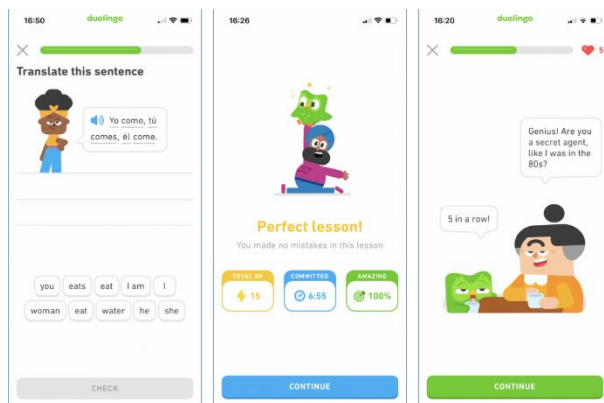 16:50
duolingo
Translate this sentence
Yo como, tú
comes, él come.
you eats eat I am I
woman eat water he she
CHECK
16:26
Perfect lesson!
You made no mistakes in this lesson
TOTAL XP
15
COMMITTED
6:55
AMAZING
100%
CONTINUE
16:20
duolingo
5
Genius! Are you
a secret agent,
like I was in the
80s?
5 in a row!
CONTINUE